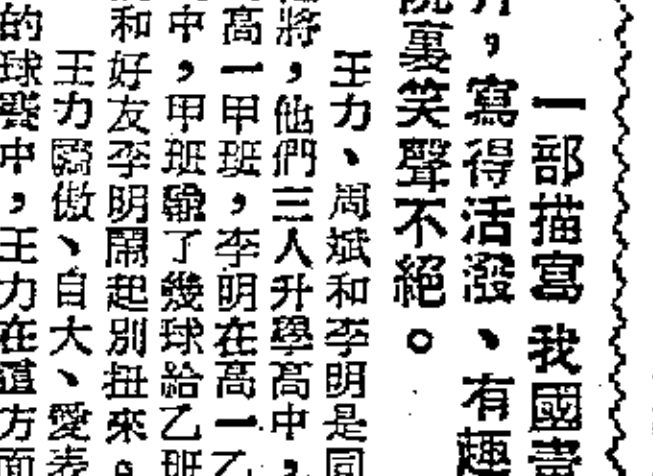 一部描寫我國青
，寫得活潑、有趣
院裏笑聲不絕。
王力、周斌和李明是同
將，他們三人升學高中，
高一甲班，李明在高一乙
中，甲班輸了幾球給乙班
和好友李明鬧起別扭來。
王力驕傲、自大、愛表
的球賽中，王力在這方面